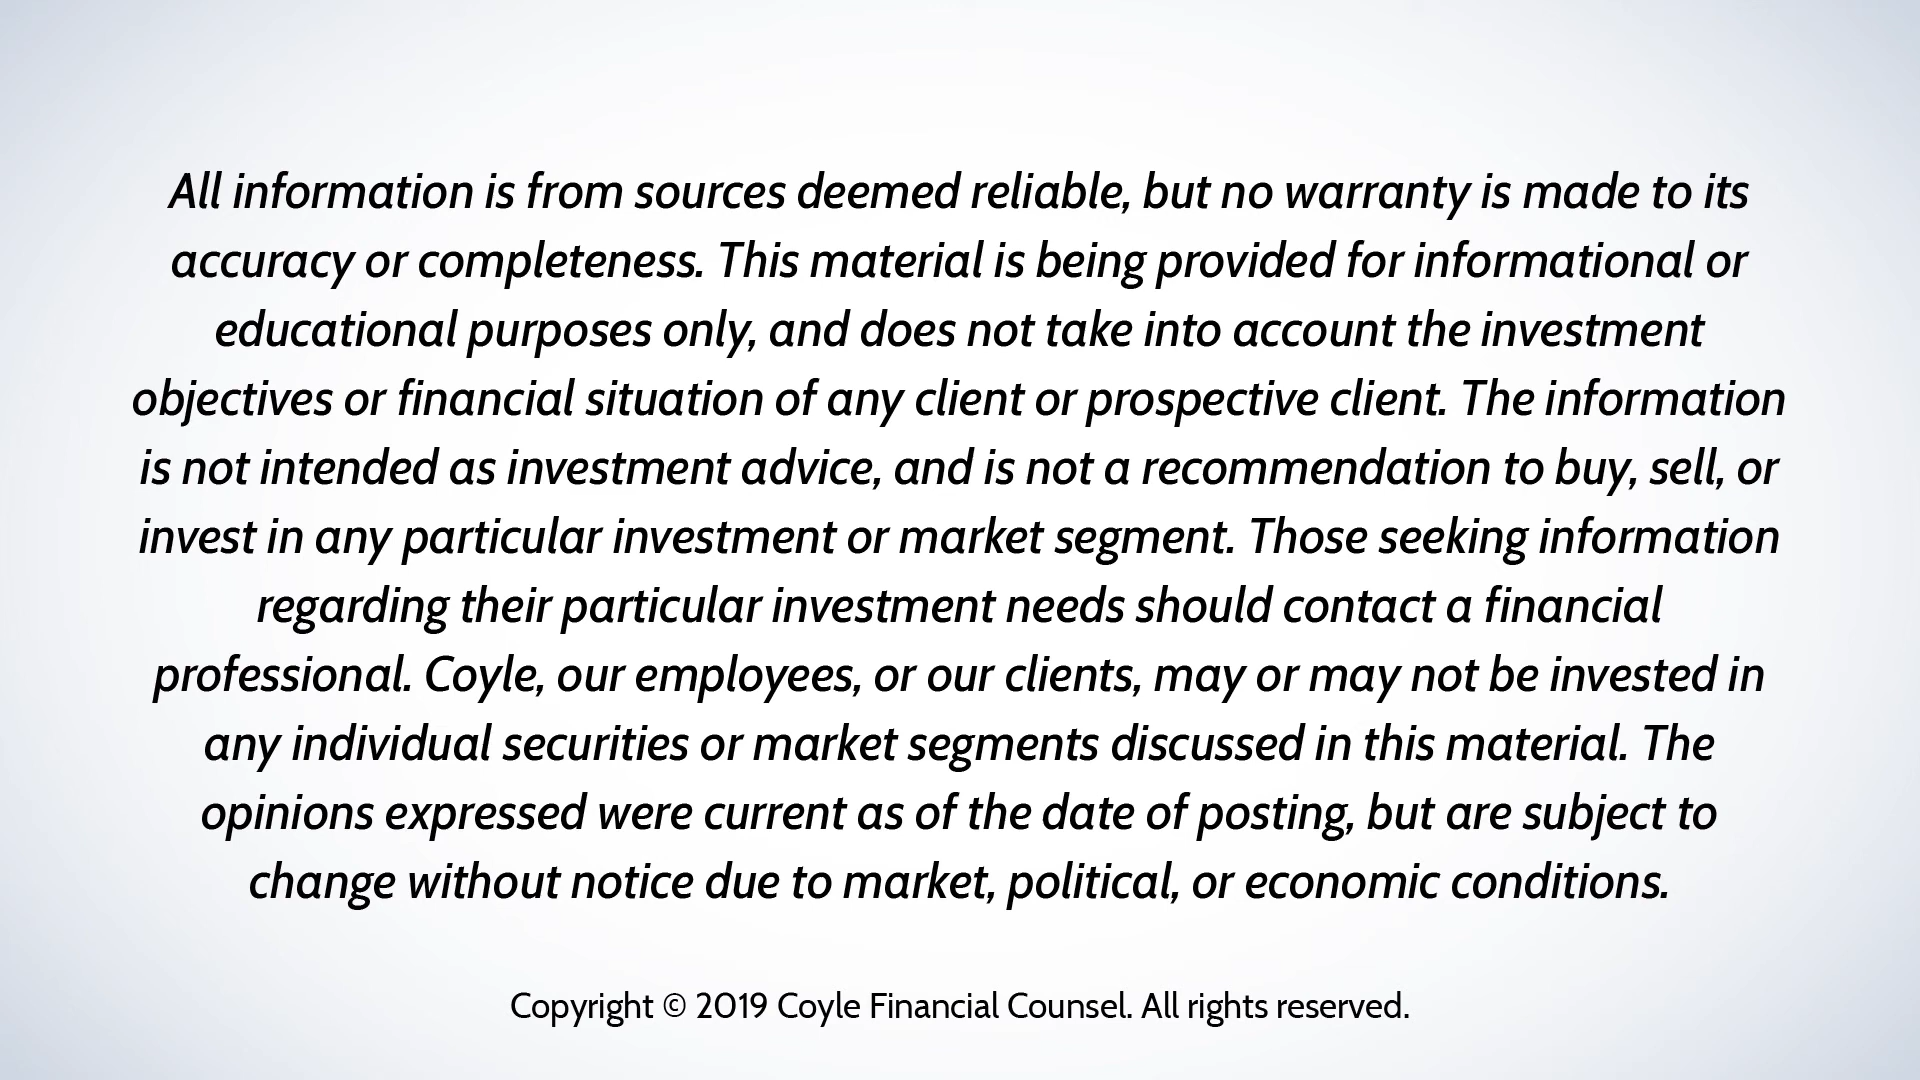 All information is from sources deemed reliable, but no warranty is made to its
accuracy or completeness. This material is being provided for informational or
educational purposes only, and does not take into account the investment
objectives or financial situation of any client or prospective client. The information
is not intended as investment advice, and is not a recommendation to buy, sell, or
invest in any particular investment or market segment. Those seeking information
regarding their particular investment needs should contact a financial
professional. Coyle, our employees, or our clients, may or may not be invested in
any individual securities or market segments discussed in this material. The
opinions expressed were current as of the date of posting, but are subject to
change without notice due to market, political, or economic conditions.
Copyright © 2019 Coyle Financial Counsel. All rights reserved.